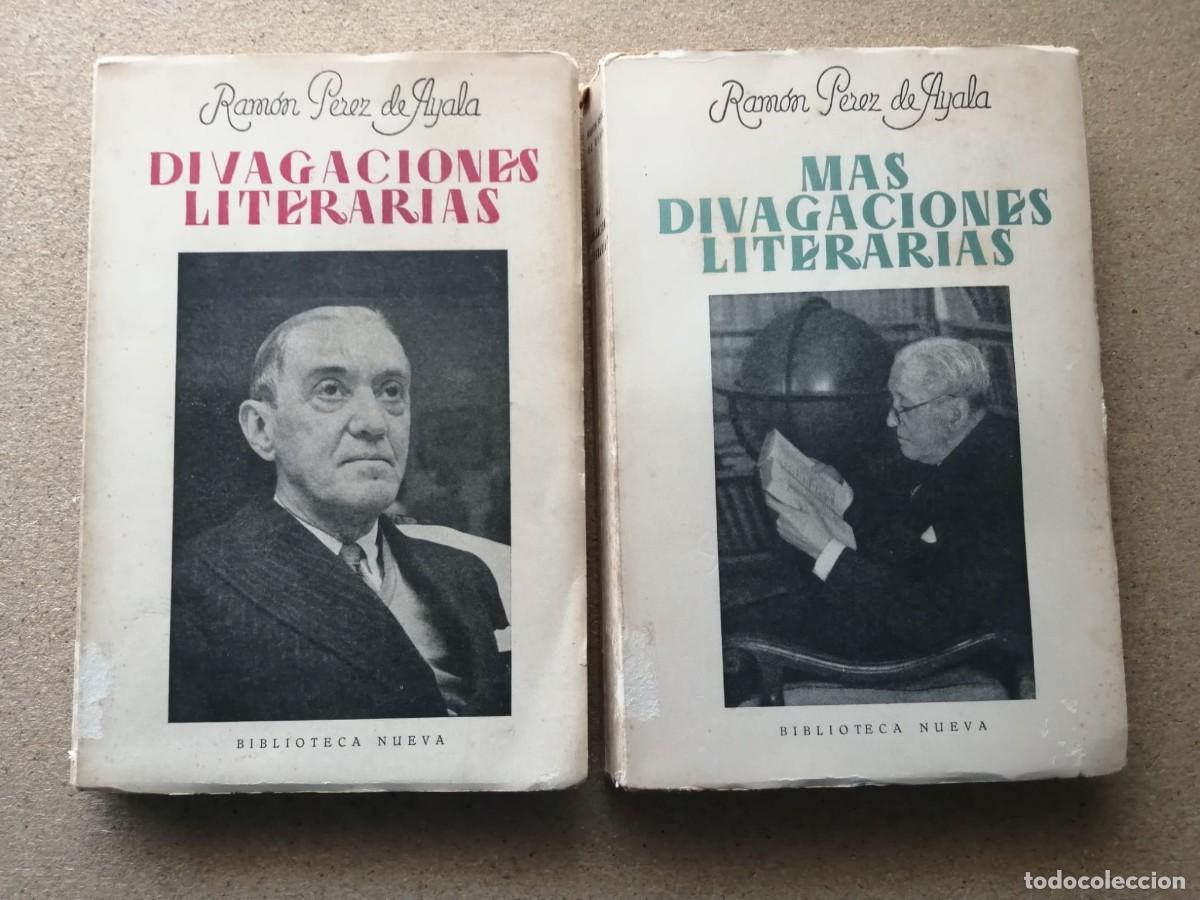 Ramón Perez de Ayala
DIVAGACIONES
LITERARIAS
BIBLIOTECA NUEVA
Ramón Perez de Ayala
MAS
DIVAGACIONES
LITERARIAS
BIBLIOTECA NUEVA
todocoleccion